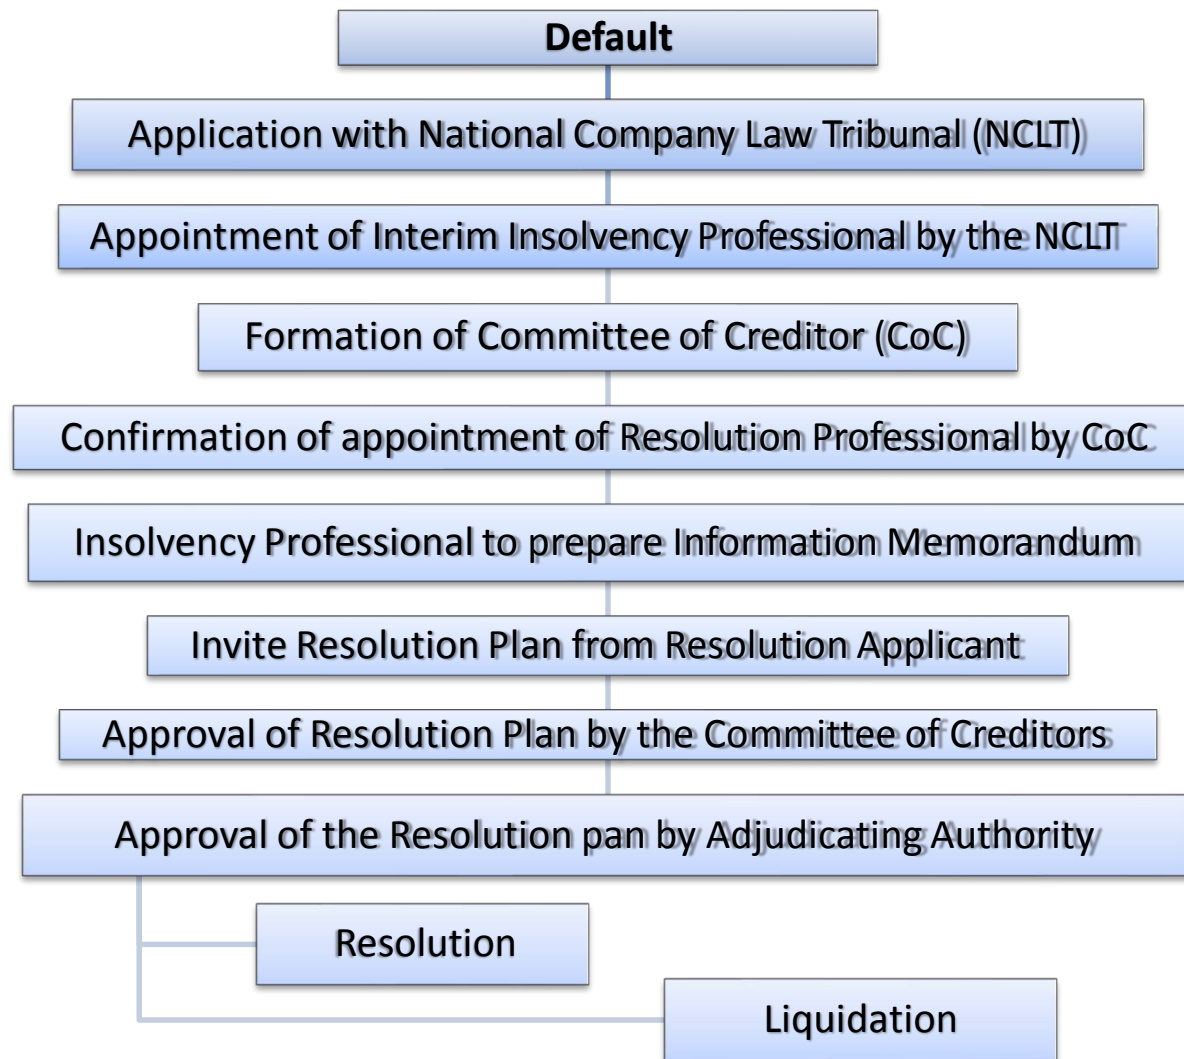 Default
Application with National Company Law Tribunal (NCLT)
Appointment of Interim Insolvency Professional by the NCLT
Formation of Committee of Creditor (CoC)
Confirmation of appointment of Resolution Professional by CoC
Insolvency Professional to prepare Information Memorandum
Invite Resolution Plan from Resolution Applicant
Approval of Resolution Plan by the Committee of Creditors
Approval of the Resolution pan by Adjudicating Authority
Resolution
Liquidation